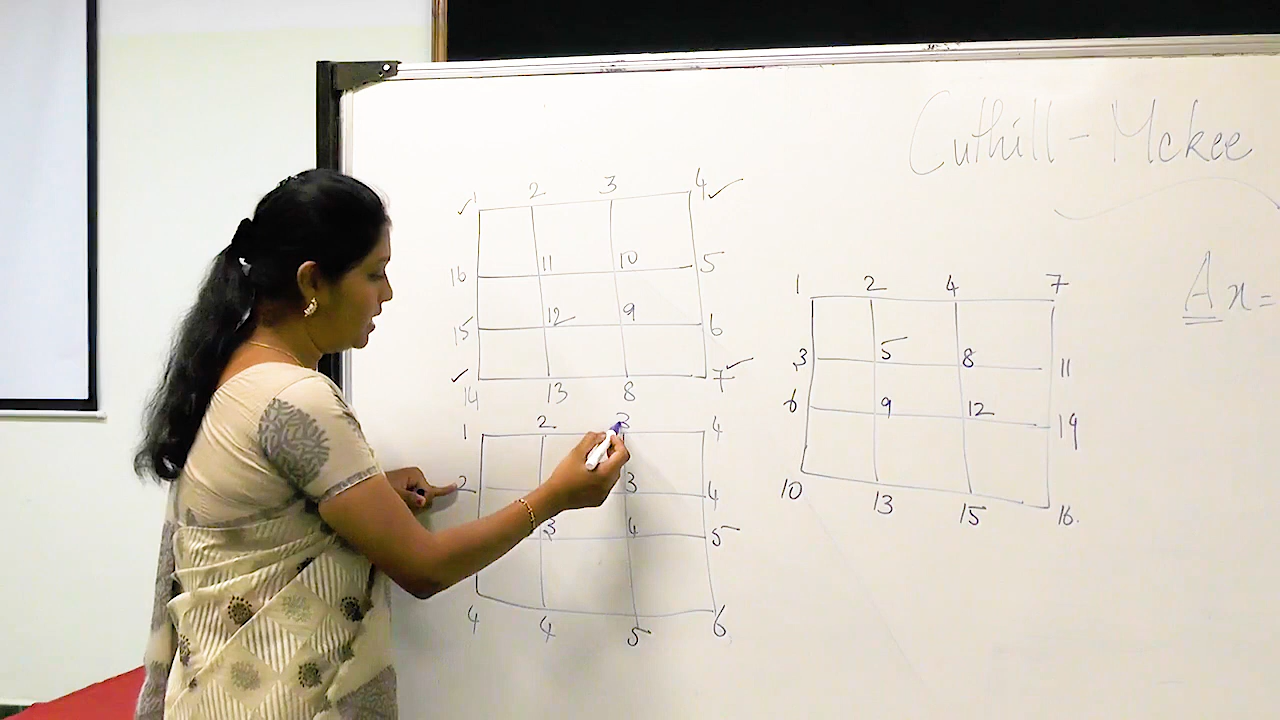 Cuthill - Mckee
1 2 3 4
16 11 10 5
15 12 9 6
14 13 8 7
1 2 3 4
2 3 4
3 4 5
4 4 5 6
1 2 4 7
3 5 8 11
6 9 12 14
10 13 15 16.
A x =